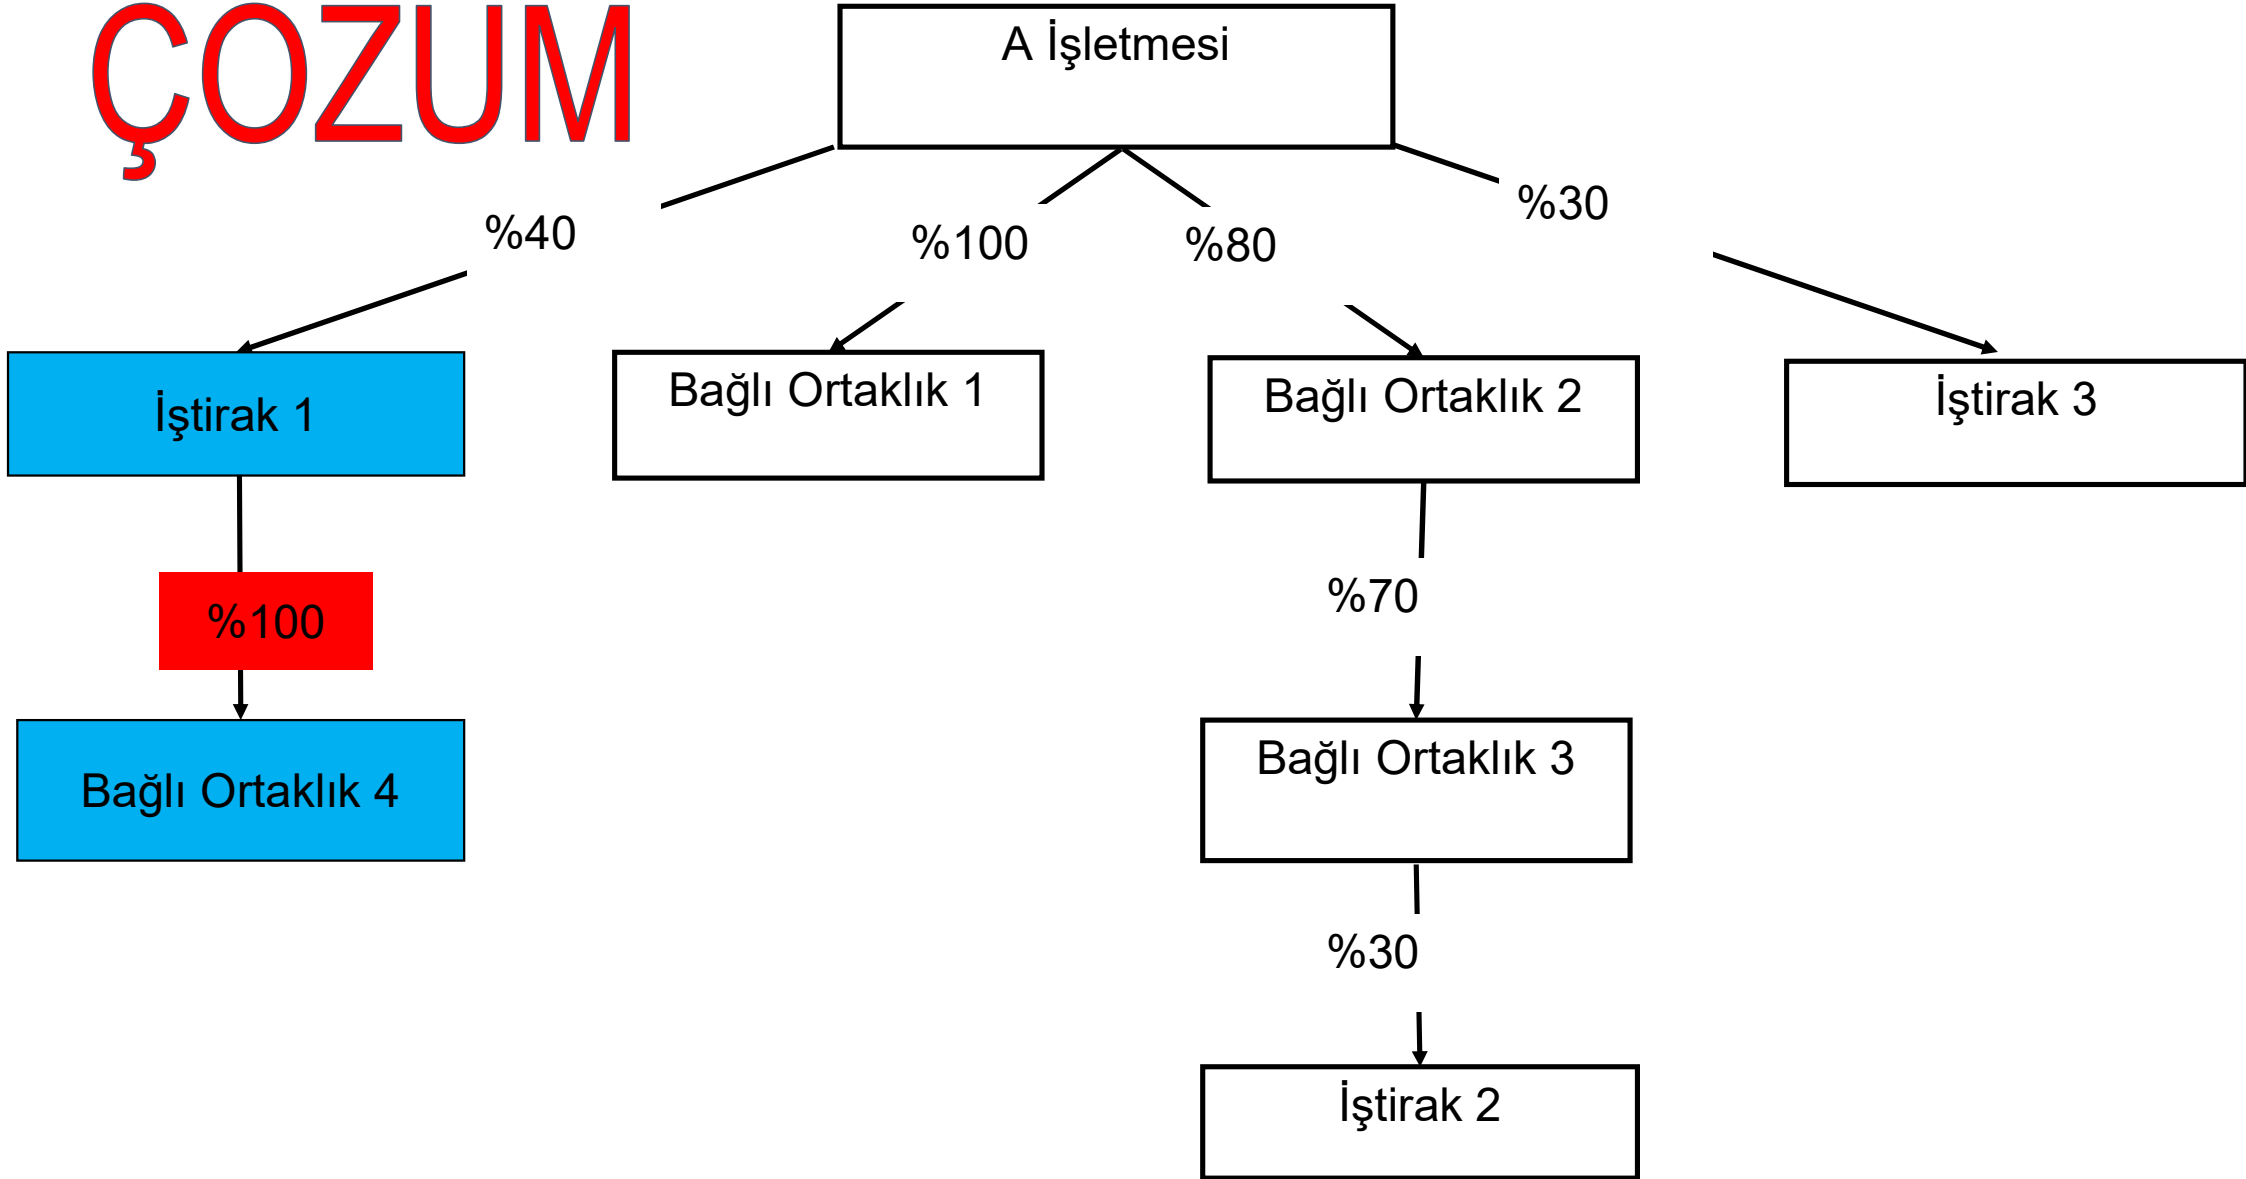 ÇOZUM
A İşletmesi
%40
%100
%80
%30
İştirak 1
Bağlı Ortaklık 1
Bağlı Ortaklık 2
İştirak 3
%100
%70
Bağlı Ortaklık 4
Bağlı Ortaklık 3
%30
İştirak 2